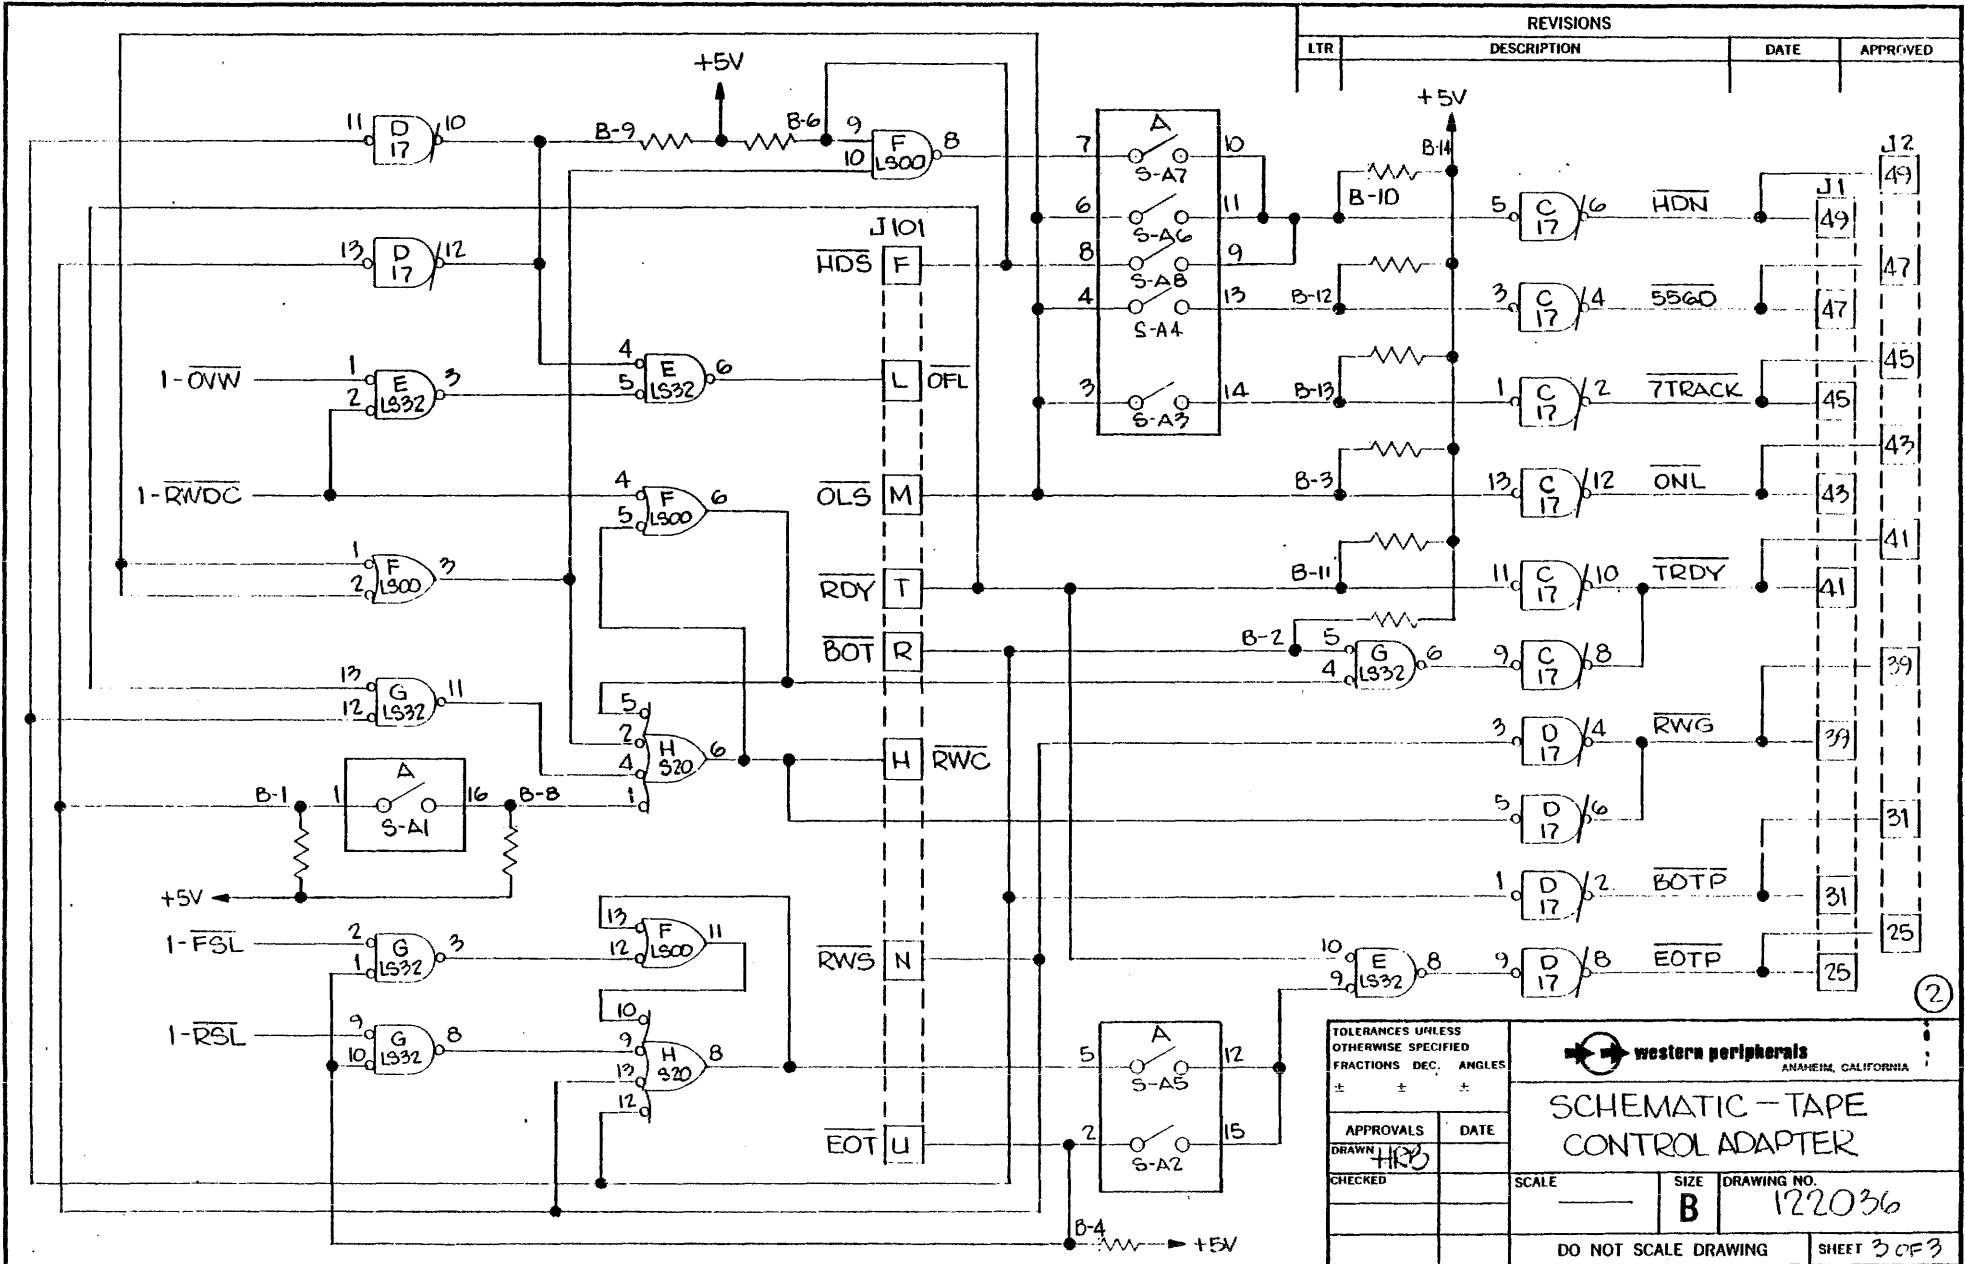 REVISIONS
LTR DESCRIPTION DATE APPROVED
+5V
+5V
11 D 17 10
B-9 B-6
9 10 F LS00 8
A
7 S-A7 10
6 S-A6 11
8 S-A8 9
4 S-A4 13
3 S-A3 14
B-14
B-10
5 C 17 6 HDN
J2
49
J1
49
13 D 17 12
J101
HDS F
47
B-12
3 C 17 4 5560
47
1-OVW
1 2 E LS32 3
4 5 E LS32 6
L OFL
45
B-13
1 C 17 2 7TRACK
45
43
1-RWDC
4 5 F LS00 6
OLS M
B-3
13 C 17 12 ONL
43
41
1 2 F LS00 3
RDY T
B-11
11 C 17 10 TRDY
41
BOT R
B-2
5 4 G LS32 6
9 C 17 8
39
13 12 G LS32 11
5 2 4 1 H S20 6
H RWC
3 D 17 4 RWG
39
B-1
A
1 S-A1 16
B-8
5 D 17 6
31
+5V
1 D 17 2 BOTP
31
1-FSL
2 1 G LS32 3
13 12 F LS00 11
RWS N
10 9 E LS32 8
9 D 17 8 EOTP
25
25
2
1-RSL
9 10 G LS32 8
10 9 13 12 H S20 8
A
5 S-A5 12
2 S-A2 15
EOT U
B-4
+5V
TOLERANCES UNLESS
OTHERWISE SPECIFIED
FRACTIONS DEC. ANGLES
± ± ±
western peripherals
ANAHEIM, CALIFORNIA
SCHEMATIC - TAPE
CONTROL ADAPTER
APPROVALS DATE
DRAWN HRB
CHECKED
SCALE
SIZE
B
DRAWING NO.
122036
DO NOT SCALE DRAWING
SHEET 3 OF 3